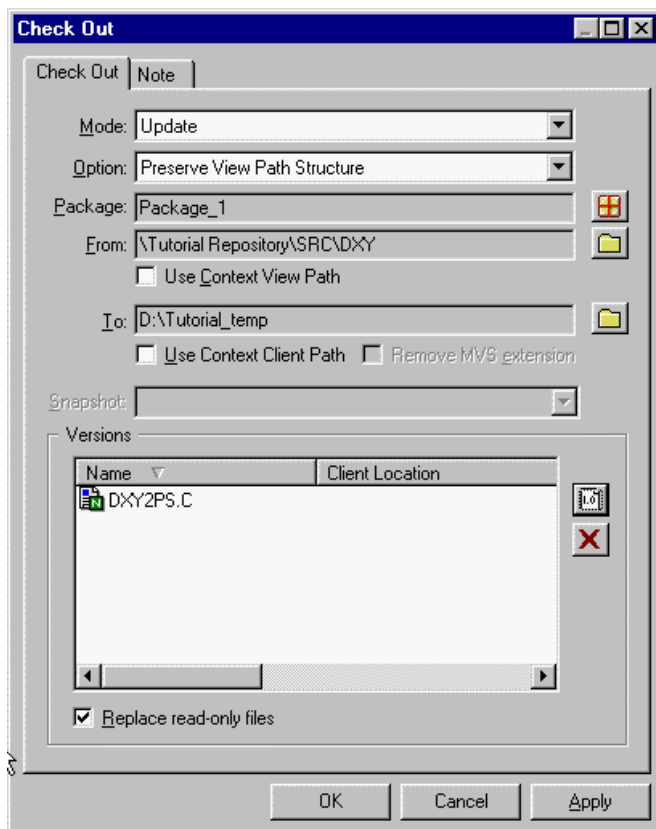 Check Out
Check Out Note
Mode: Update
Option: Preserve View Path Structure
Package: Package_1
From: \Tutorial Repository\SRC\DXY
Use Context View Path
To: D:\Tutorial_temp
Use Context Client Path Remove MVS extension
Snapshot:
Versions
Name Client Location
DXY2PS.C
Replace read-only files
OK Cancel Apply